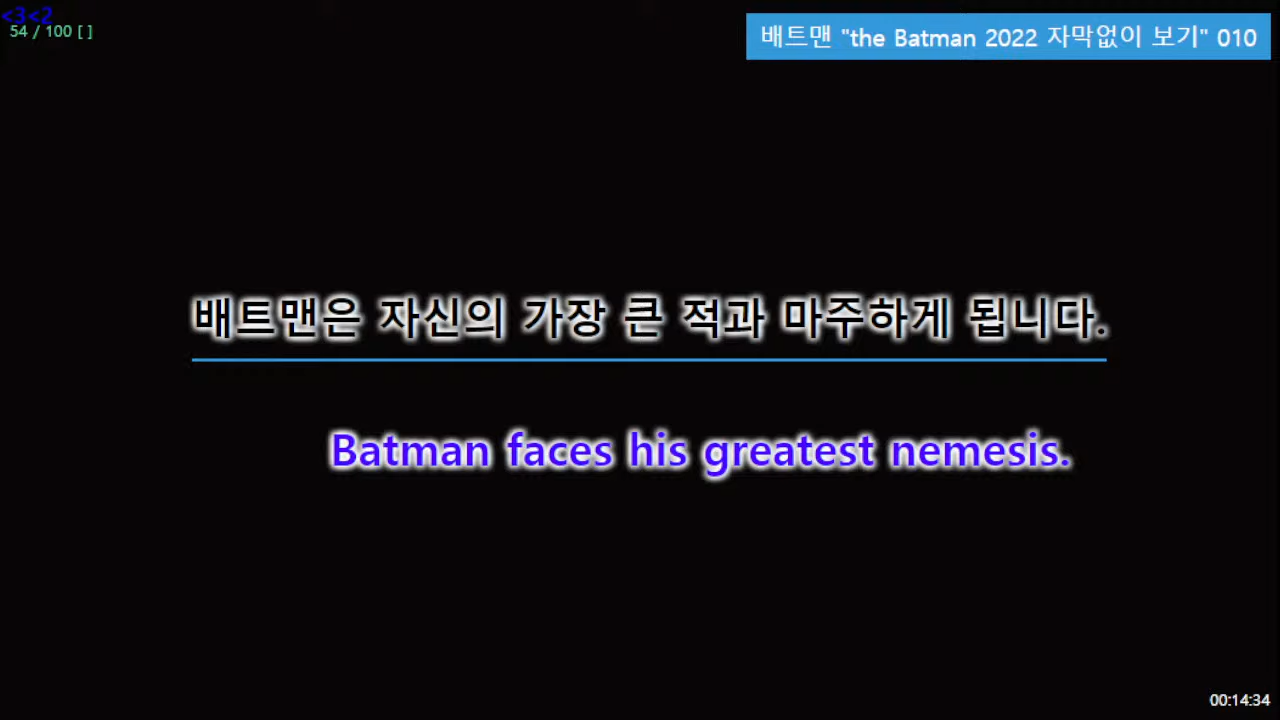 <3<2
54 / 100 [ ]
배트맨 "the Batman 2022 자막없이 보기" 010
배트맨은 자신의 가장 큰 적과 마주하게 됩니다.
Batman faces his greatest nemesis.
00:14:34